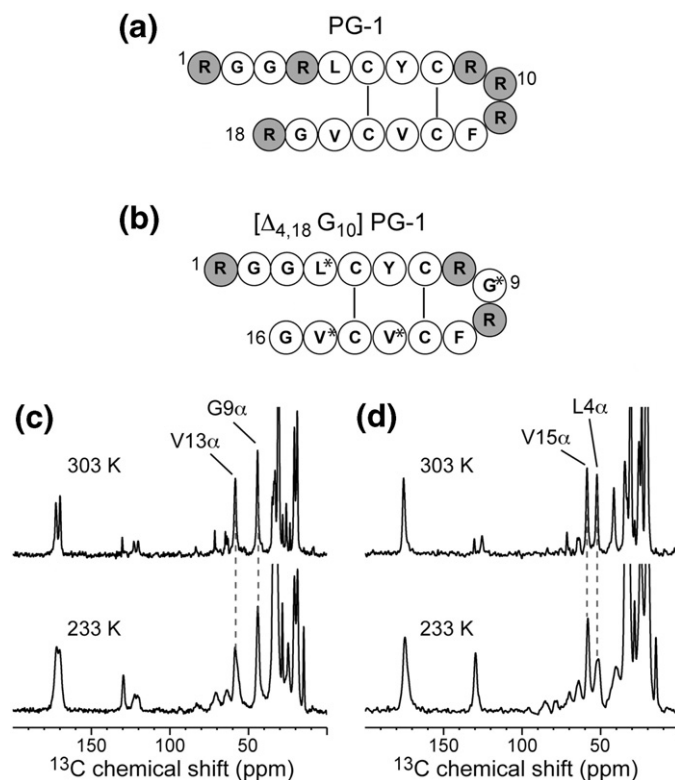 (a)
PG-1
1 R G G R L C Y C R R 10
R
18 R G V C V C F
(b)
[Δ4,18 G10] PG-1
1 R G G L* C Y C R G* 9
R
16 G V* C V* C F
(c)
G9α
V13α
303 K
233 K
150 100 50
13C chemical shift (ppm)
(d)
L4α
V15α
303 K
233 K
150 100 50
13C chemical shift (ppm)